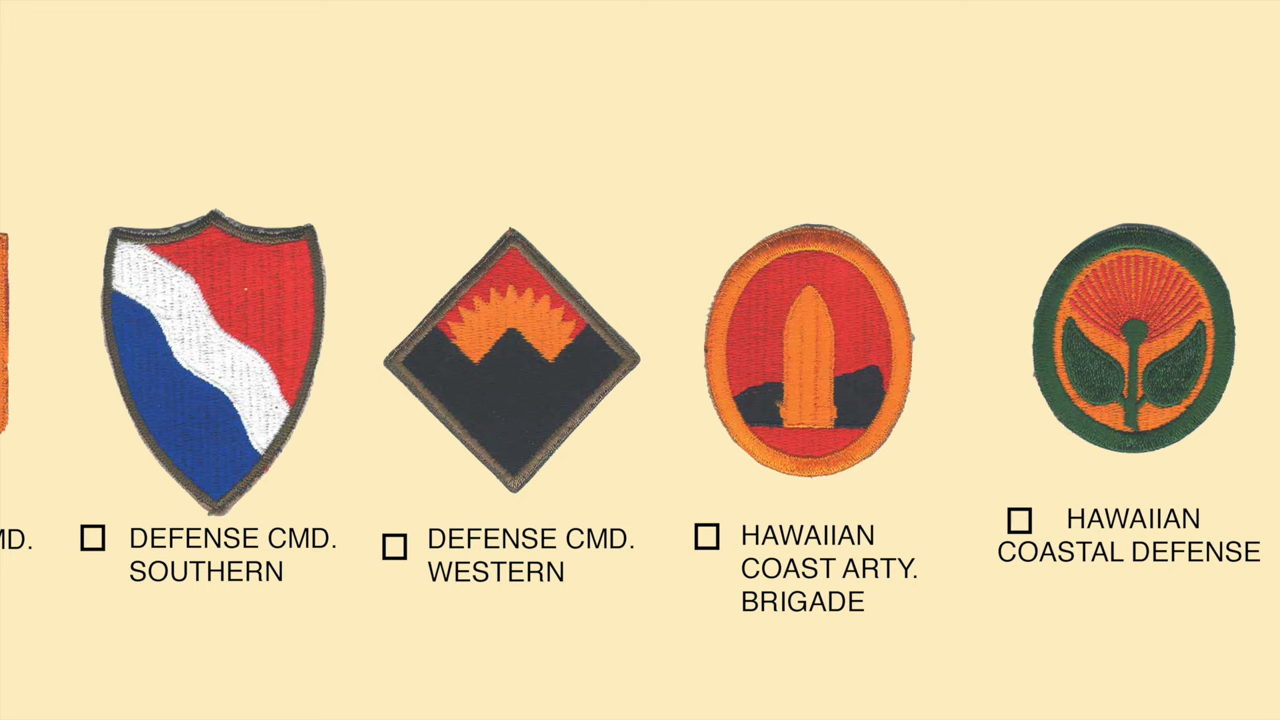 MD.
DEFENSE CMD.
SOUTHERN
DEFENSE CMD.
WESTERN
HAWAIIAN
COAST ARTY.
BRIGADE
HAWAIIAN
COASTAL DEFENSE